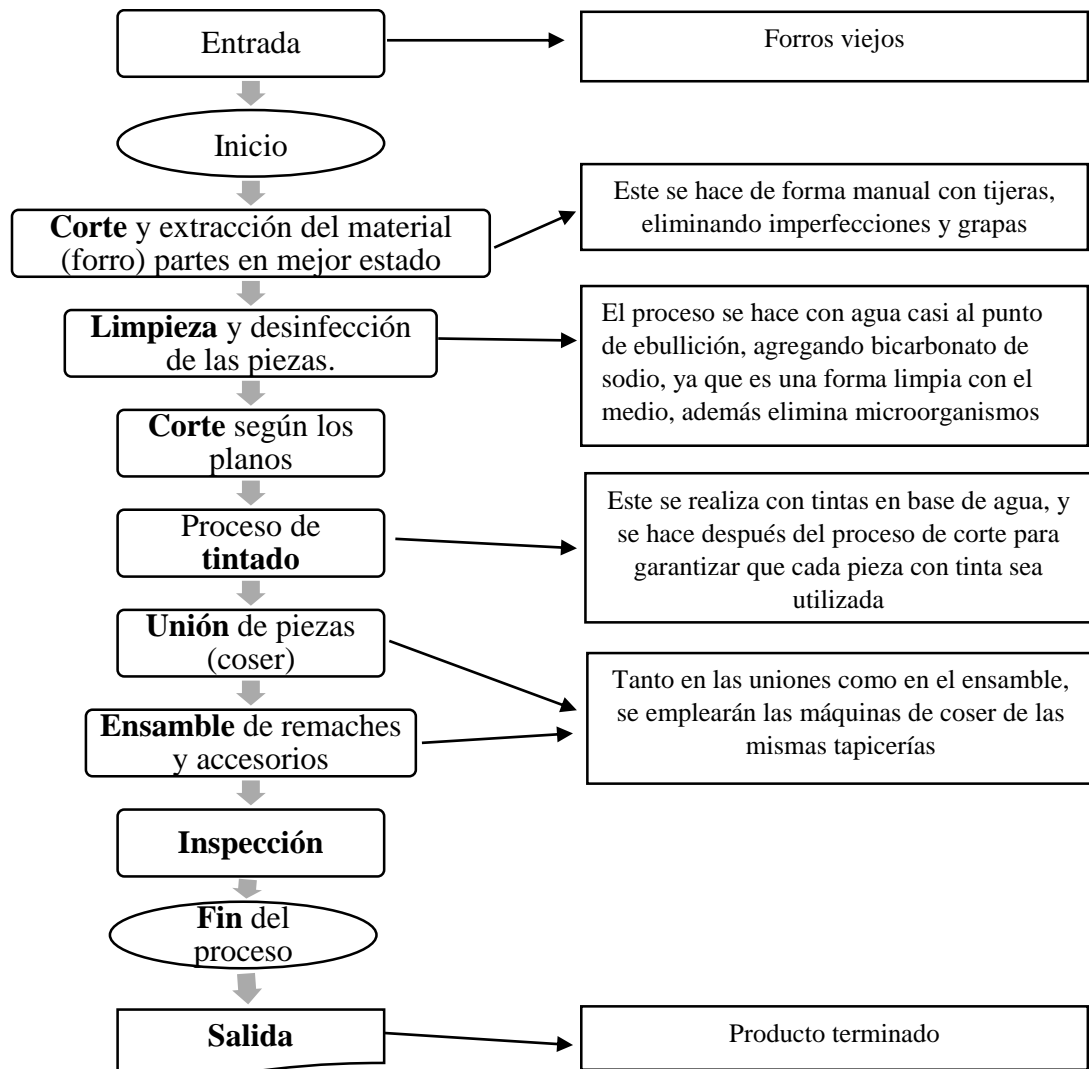 Entrada
Forros viejos
Inicio
Corte y extracción del material
(forro) partes en mejor estado
Este se hace de forma manual con tijeras,
eliminando imperfecciones y grapas
Limpieza y desinfección
de las piezas.
El proceso se hace con agua casi al punto
de ebullición, agregando bicarbonato de
sodio, ya que es una forma limpia con el
medio, además elimina microorganismos
Corte según los
planos
Proceso de
tintado
Este se realiza con tintas en base de agua, y
se hace después del proceso de corte para
garantizar que cada pieza con tinta sea
utilizada
Unión de piezas
(coser)
Ensamble de remaches
y accesorios
Tanto en las uniones como en el ensamble,
se emplearán las máquinas de coser de las
mismas tapicerías
Inspección
Fin del
proceso
Salida
Producto terminado